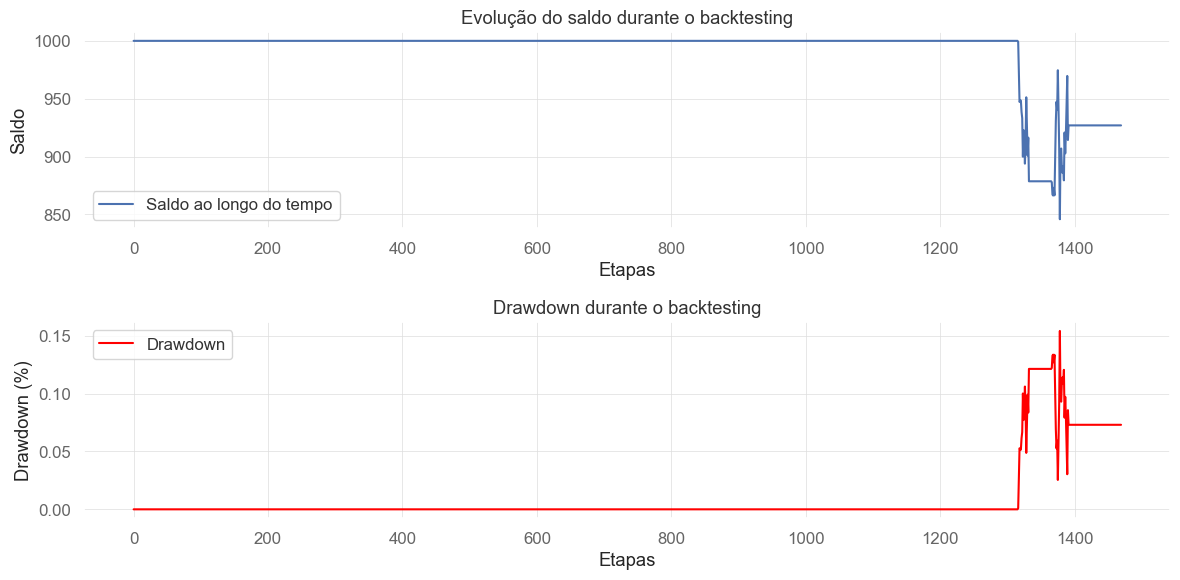 Evolução do saldo durante o backtesting
1000
950
900
850
Saldo
Saldo ao longo do tempo
0 200 400 600 800 1000 1200 1400
Etapas
Drawdown durante o backtesting
0.15
0.10
0.05
0.00
Drawdown (%)
Drawdown
0 200 400 600 800 1000 1200 1400
Etapas